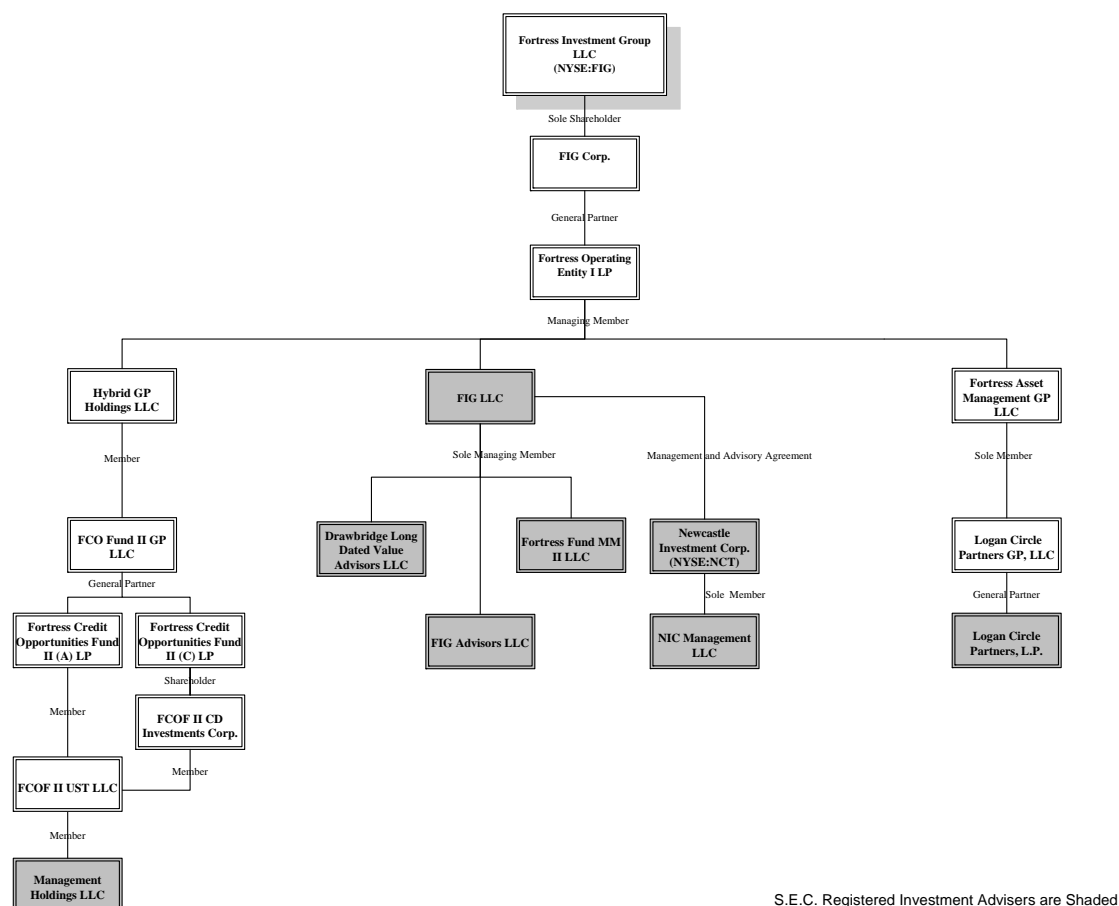 Fortress Investment Group
LLC
(NYSE:FIG)
Sole Shareholder
FIG Corp.
General Partner
Fortress Operating
Entity I LP
Managing Member
Hybrid GP
Holdings LLC
FIG LLC
Fortress Asset
Management GP
LLC
Member
Sole Managing Member
Management and Advisory Agreement
Sole Member
FCO Fund II GP
LLC
Drawbridge Long
Dated Value
Advisors LLC
Fortress Fund MM
II LLC
Newcastle
Investment Corp.
(NYSE:NCT)
Logan Circle
Partners GP, LLC
General Partner
Sole Member
General Partner
Fortress Credit
Opportunities Fund
II (A) LP
Fortress Credit
Opportunities Fund
II (C) LP
FIG Advisors LLC
NIC Management
LLC
Logan Circle
Partners, L.P.
Shareholder
Member
FCOF II CD
Investments Corp.
Member
FCOF II UST LLC
Member
Management
Holdings LLC
S.E.C. Registered Investment Advisers are Shaded